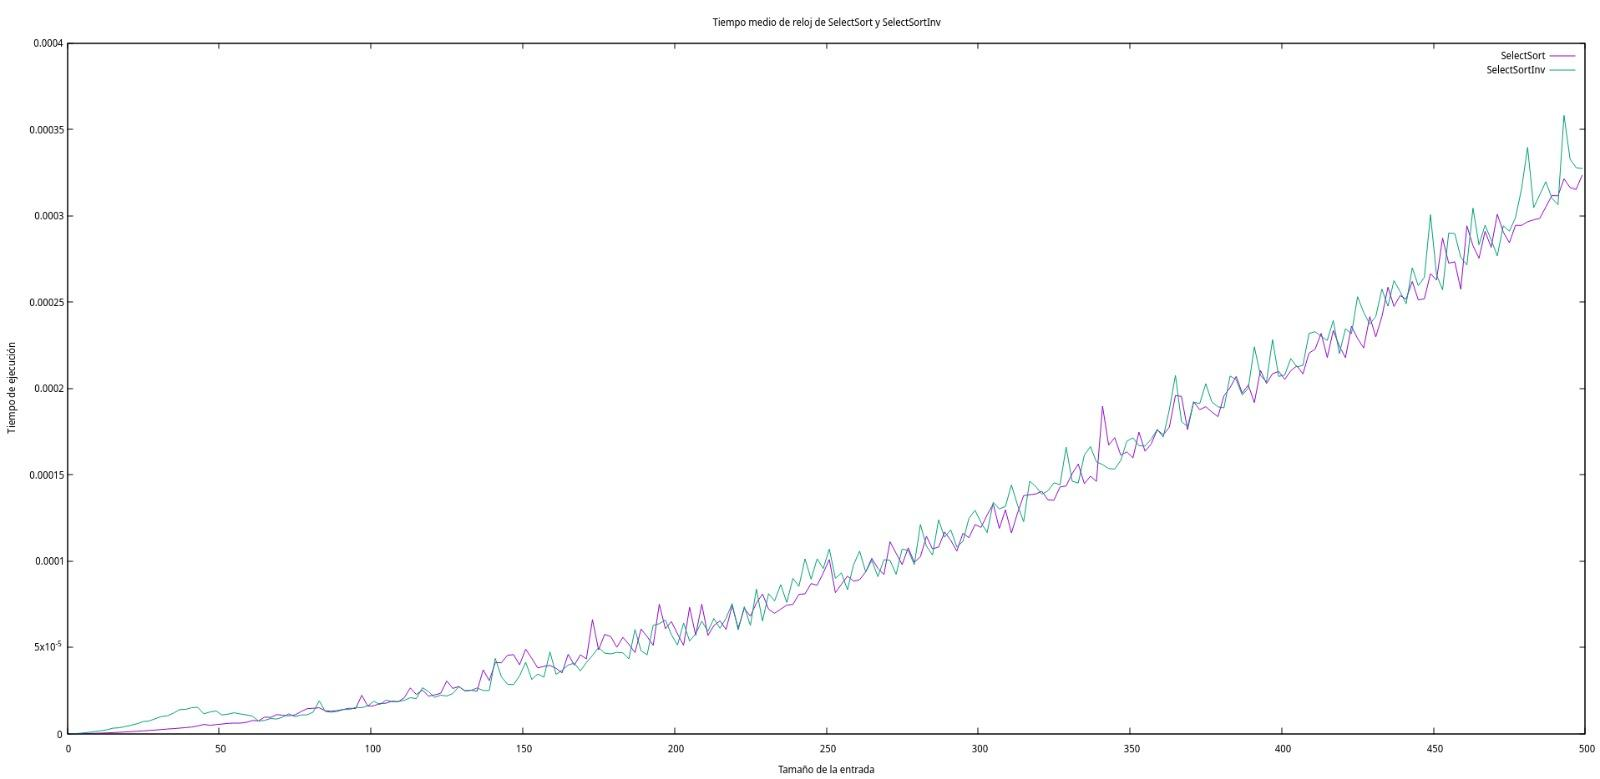 Tiempo medio de reloj de SelectSort y SelectSortInv
0.0004
SelectSort
SelectSortInv
0.00035
0.0003
0.00025
Tiempo de ejecución
0.0002
0.00015
0.0001
5x10⁻⁵
0
0 50 100 150 200 250 300 350 400 450 500
Tamaño de la entrada